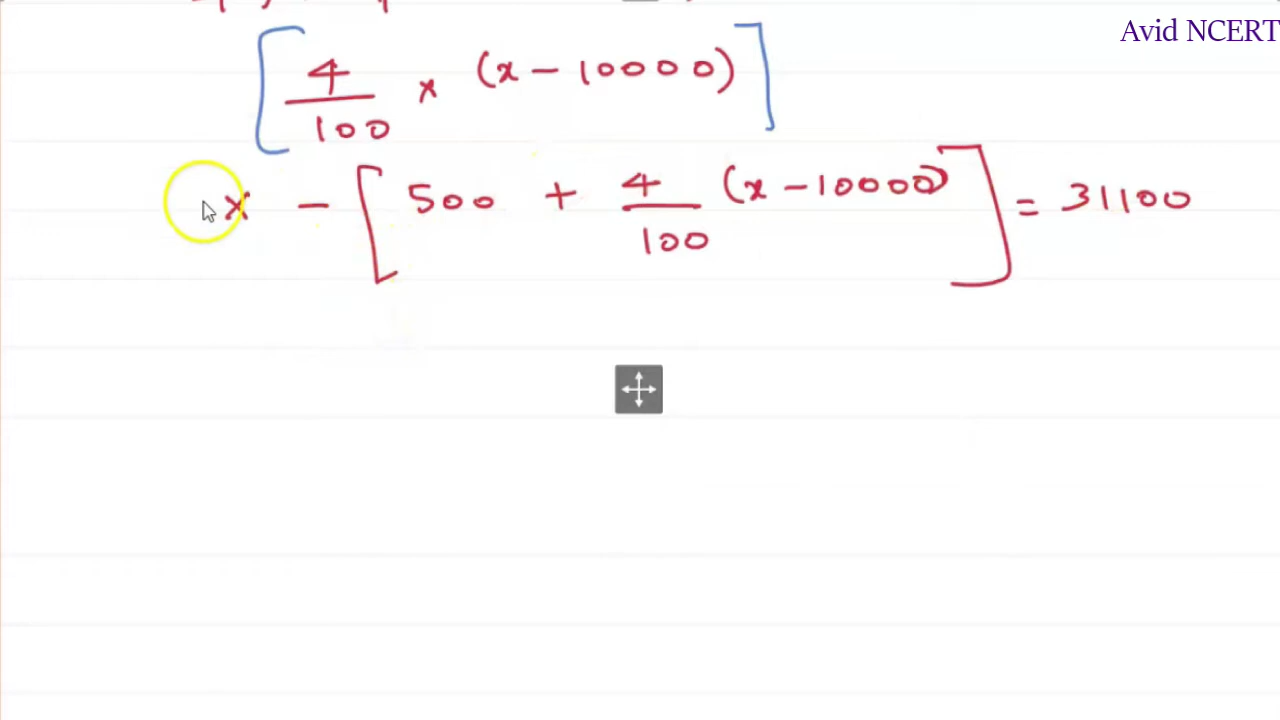 Avid NCERT
[ 4/100 × (x - 10000) ]
x - [ 500 + 4/100 (x - 10000) ] = 31100